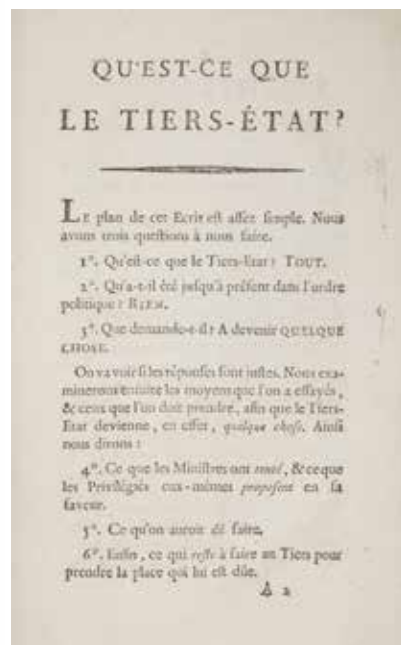 QU'EST-CE QUE
LE TIERS-ÉTAT?
LE plan de cet Ecrit est assez simple. Nous
avons trois questions à nous faire.
1°. Qu'est-ce que le Tiers-Etat? TOUT.
2°. Qu'a-t-il été jusqu'à présent dans l'ordre
politique? RIEN.
3°. Que demande-t-il? A devenir QUELQUE
CHOSE.
On va voir si les réponses sont justes. Nous exa-
minerons ensuite les moyens que l'on a essayés,
& ceux que l'on doit prendre, afin que le Tiers-
Etat devienne, en effet, quelque chose. Ainsi
nous dirons:
4°. Ce que les Ministres ont tenté, & ce que
les Privilégiés eux-mêmes proposent en sa
faveur.
5°. Ce qu'on auroit dû faire.
6°. Enfin, ce qui reste à faire au Tiers pour
prendre la place qui lui est dûe.
A 2